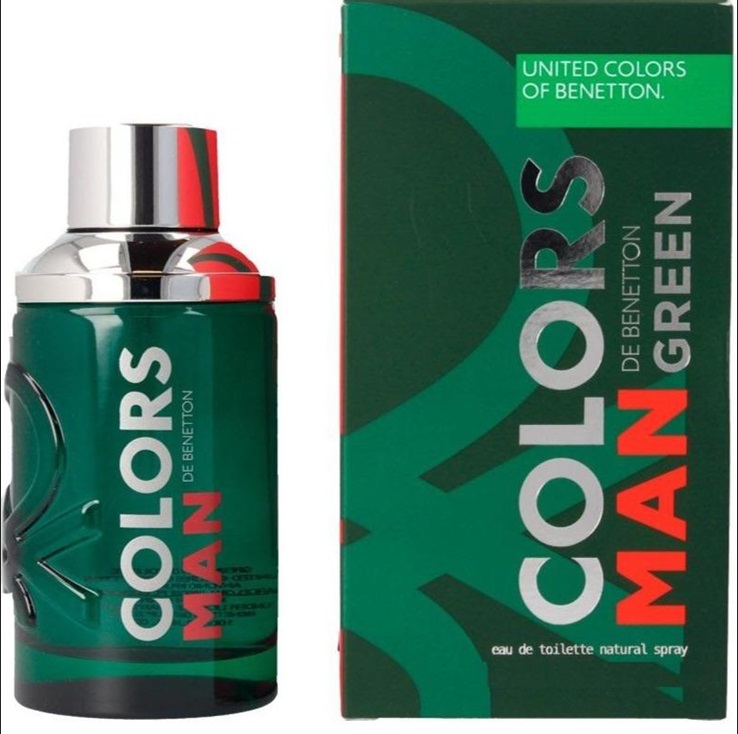 COLORS
DE BENETTON
MAN
UNITED COLORS
OF BENETTON.
COLORS
DE BENETTON
MAN GREEN
eau de toilette natural spray